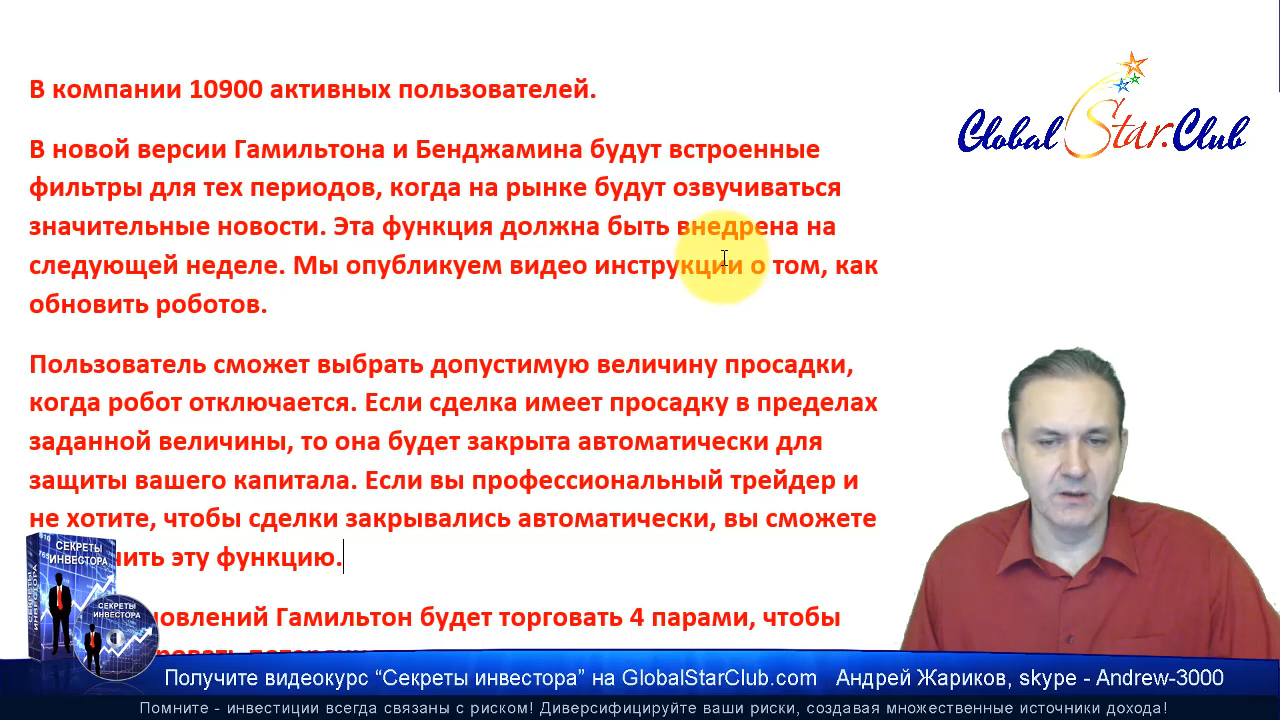 В компании 10900 активных пользователей.
В новой версии Гамильтона и Бенджамина будут встроенные
фильтры для тех периодов, когда на рынке будут озвучиваться
значительные новости. Эта функция должна быть внедрена на
следующей неделе. Мы опубликуем видео инструкции о том, как
обновить роботов.
Пользователь сможет выбрать допустимую величину просадки,
когда робот отключается. Если сделка имеет просадку в пределах
заданной величины, то она будет закрыта автоматически для
защиты вашего капитала. Если вы профессиональный трейдер и
не хотите, чтобы сделки закрывались автоматически, вы сможете
эту функцию.
Гамильтон будет торговать 4 парами, чтобы
Global Star.Club
СЕКРЕТЫ
ИНВЕСТОРА
СЕКРЕТЫ ИНВЕСТОРА
СЕКРЕТЫ
ИНВЕСТОРА
Получите видеокурс “Секреты инвестора” на GlobalStarClub.com Андрей Жариков, skype - Andrew-3000
Помните - инвестиции всегда связаны с риском! Диверсифицируйте ваши риски, создавая множественные источники дохода!